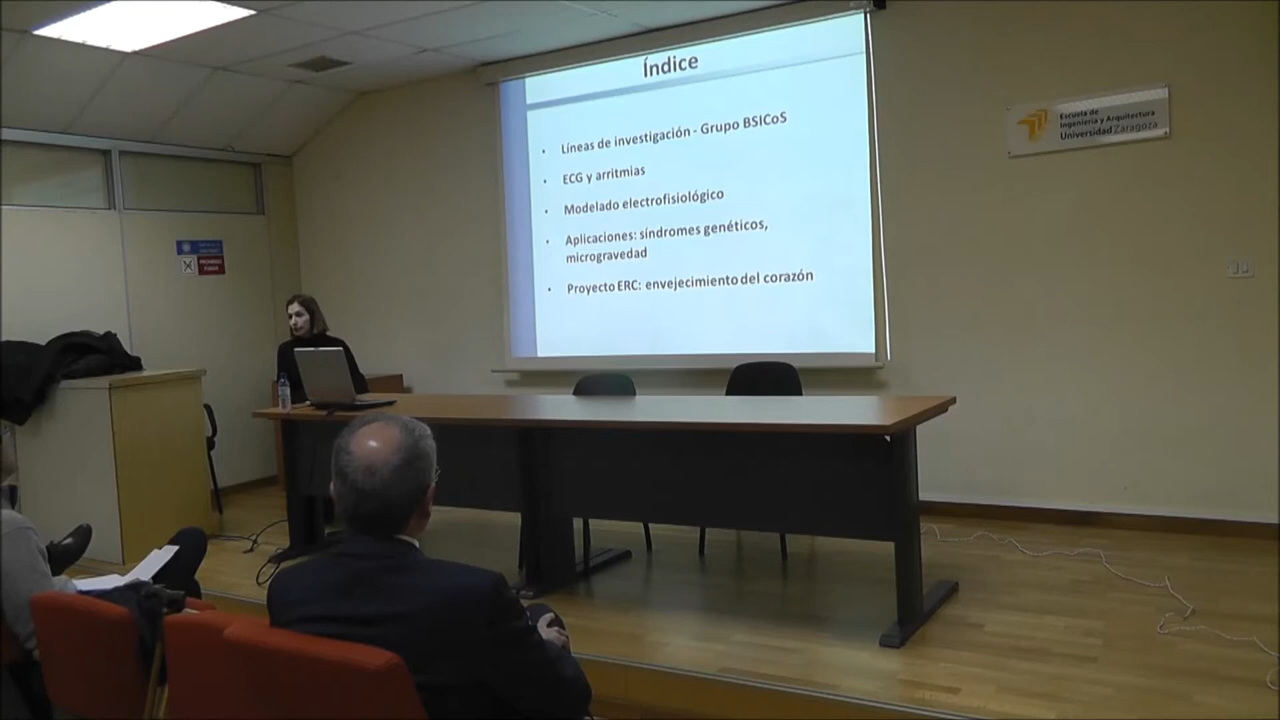 Índice
Líneas de investigación - Grupo BSICoS
ECG y arritmias
Modelado electrofisiológico
Aplicaciones: síndromes genéticos,
microgravedad
Proyecto ERC: envejecimiento del corazón
Escuela de
Ingeniería y Arquitectura
Universidad Zaragoza